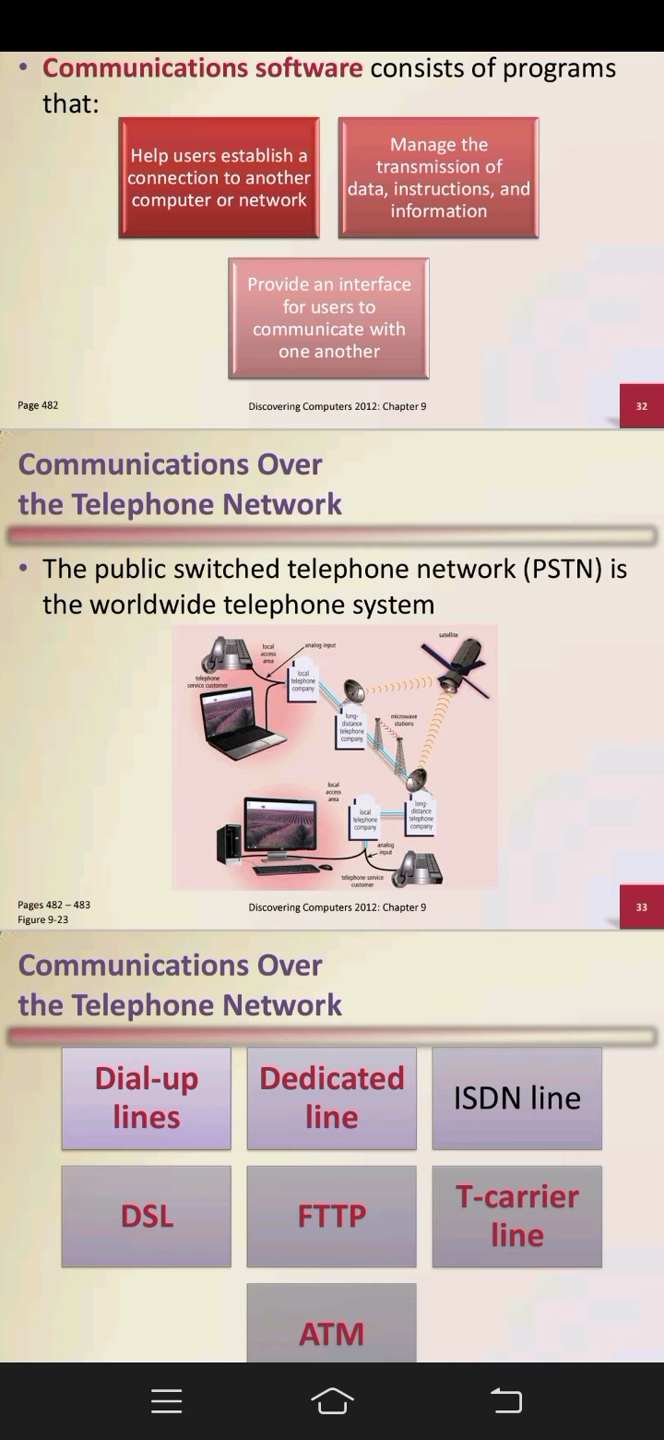 • Communications software consists of programs
that:
Help users establish a
connection to another
computer or network
Manage the
transmission of
data, instructions, and
information
Provide an interface
for users to
communicate with
one another
Page 482
Discovering Computers 2012: Chapter 9
32
Communications Over
the Telephone Network
• The public switched telephone network (PSTN) is
the worldwide telephone system
satellite
local
access
area
analog input
telephone
service customer
local
telephone
company
long-
distance
telephone
company
microwave
stations
local
access
area
local
telephone
company
long-
distance
telephone
company
analog
input
telephone service
customer
Pages 482 – 483
Figure 9-23
Discovering Computers 2012: Chapter 9
33
Communications Over
the Telephone Network
Dial-up
lines
Dedicated
line
ISDN line
DSL
FTTP
T-carrier
line
ATM